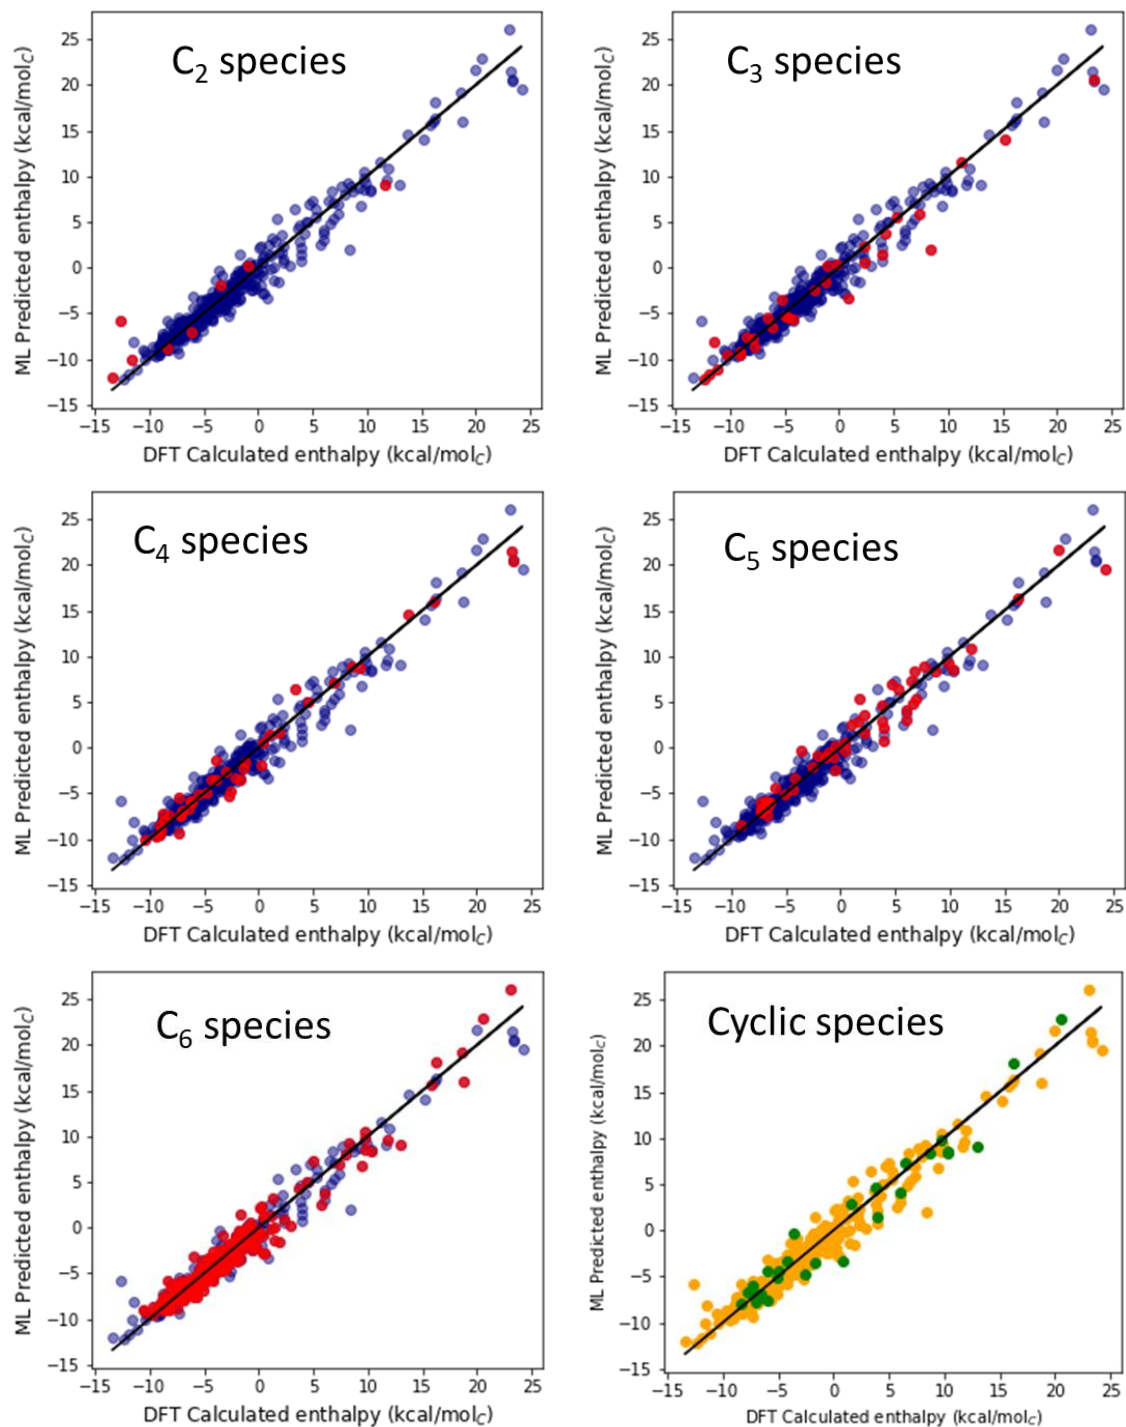 C2 species
ML Predicted enthalpy (kcal/molC)
25
20
15
10
5
0
−5
−10
−15
−15 −10 −5 0 5 10 15 20 25
DFT Calculated enthalpy (kcal/molC)
C3 species
ML Predicted enthalpy (kcal/molC)
25
20
15
10
5
0
−5
−10
−15
−15 −10 −5 0 5 10 15 20 25
DFT Calculated enthalpy (kcal/molC)
C4 species
ML Predicted enthalpy (kcal/molC)
25
20
15
10
5
0
−5
−10
−15
−15 −10 −5 0 5 10 15 20 25
DFT Calculated enthalpy (kcal/molC)
C5 species
ML Predicted enthalpy (kcal/molC)
25
20
15
10
5
0
−5
−10
−15
−15 −10 −5 0 5 10 15 20 25
DFT Calculated enthalpy (kcal/molC)
C6 species
ML Predicted enthalpy (kcal/molC)
25
20
15
10
5
0
−5
−10
−15
−15 −10 −5 0 5 10 15 20 25
DFT Calculated enthalpy (kcal/molC)
Cyclic species
ML Predicted enthalpy (kcal/molC)
25
20
15
10
5
0
−5
−10
−15
−15 −10 −5 0 5 10 15 20 25
DFT Calculated enthalpy (kcal/molC)